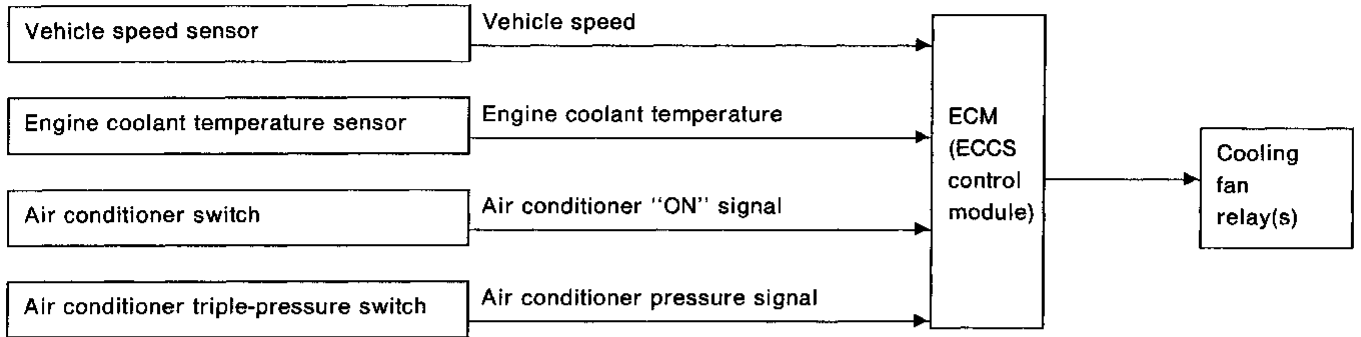 Vehicle speed sensor
Vehicle speed
Engine coolant temperature sensor
Engine coolant temperature
Air conditioner switch
Air conditioner "ON" signal
Air conditioner triple-pressure switch
Air conditioner pressure signal
ECM
(ECCS
control
module)
Cooling
fan
relay(s)